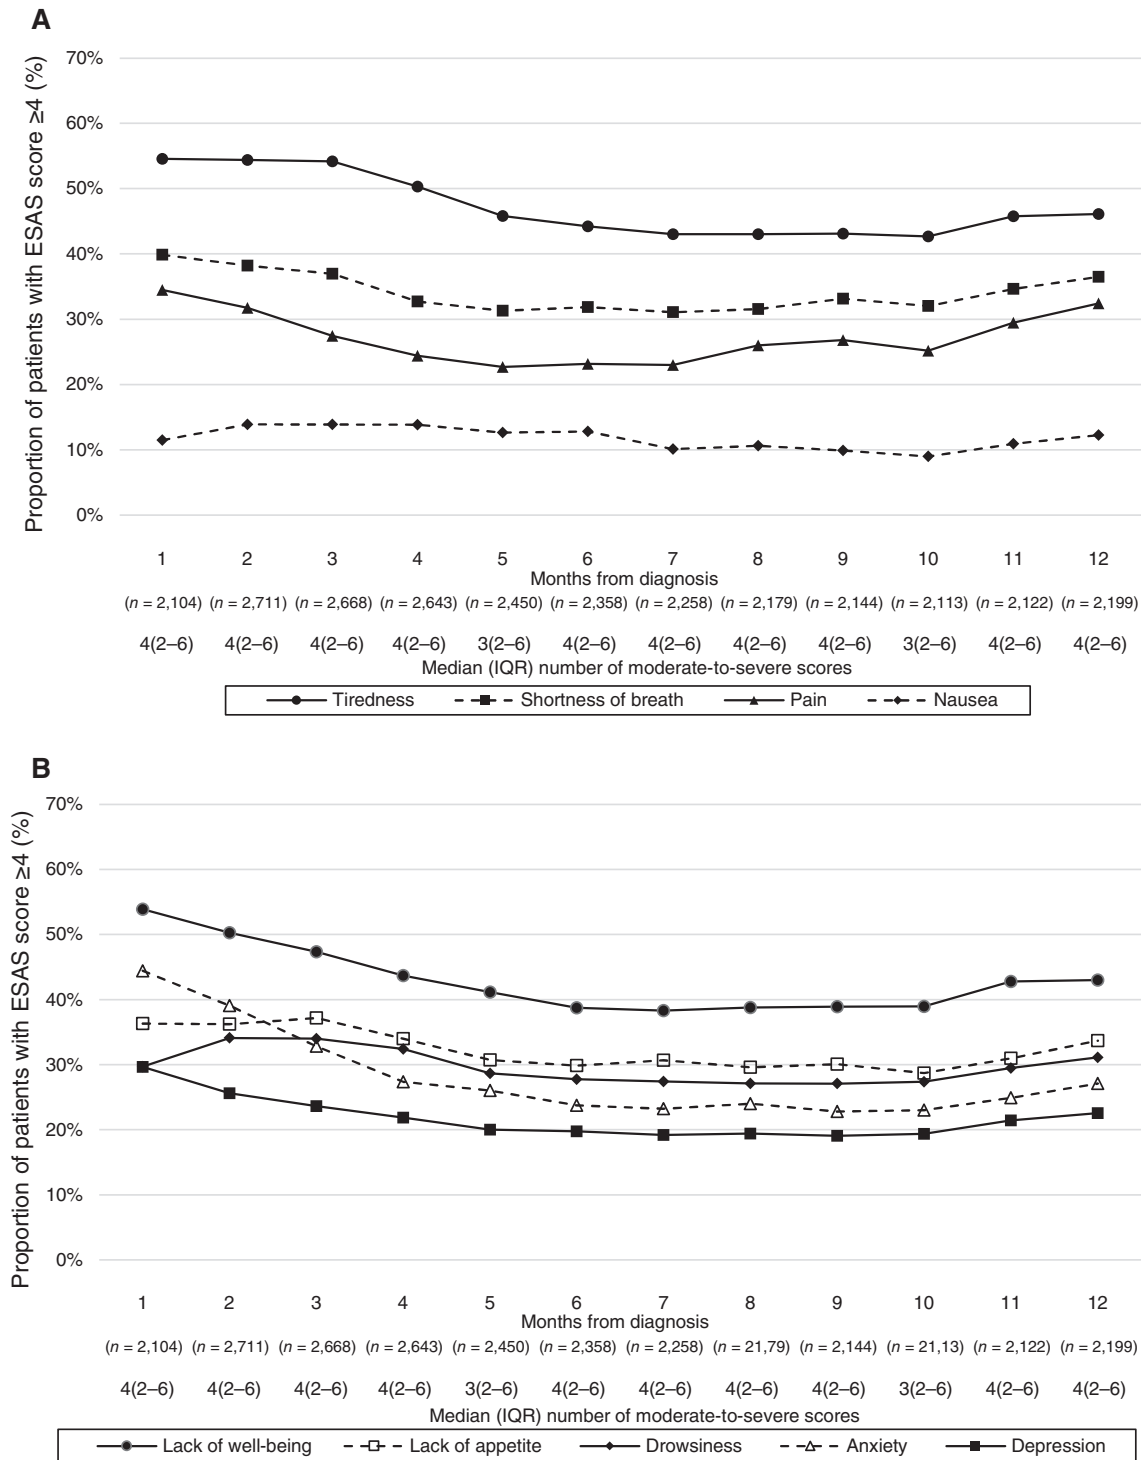 A
Proportion of patients with ESAS score ≥4 (%)
70%
60%
50%
40%
30%
20%
10%
0%
1 2 3 4 5 6 7 8 9 10 11 12
Months from diagnosis
(n = 2,104) (n = 2,711) (n = 2,668) (n = 2,643) (n = 2,450) (n = 2,358) (n = 2,258) (n = 2,179) (n = 2,144) (n = 2,113) (n = 2,122) (n = 2,199)
4(2–6) 4(2–6) 4(2–6) 4(2–6) 3(2–6) 4(2–6) 4(2–6) 4(2–6) 4(2–6) 3(2–6) 4(2–6) 4(2–6)
Median (IQR) number of moderate-to-severe scores
Tiredness Shortness of breath Pain Nausea
B
Proportion of patients with ESAS score ≥4 (%)
70%
60%
50%
40%
30%
20%
10%
0%
1 2 3 4 5 6 7 8 9 10 11 12
Months from diagnosis
(n = 2,104) (n = 2,711) (n = 2,668) (n = 2,643) (n = 2,450) (n = 2,358) (n = 2,258) (n = 21,79) (n = 2,144) (n = 21,13) (n = 2,122) (n = 2,199)
4(2–6) 4(2–6) 4(2–6) 4(2–6) 3(2–6) 4(2–6) 4(2–6) 4(2–6) 4(2–6) 3(2–6) 4(2–6) 4(2–6)
Median (IQR) number of moderate-to-severe scores
Lack of well-being Lack of appetite Drowsiness Anxiety Depression